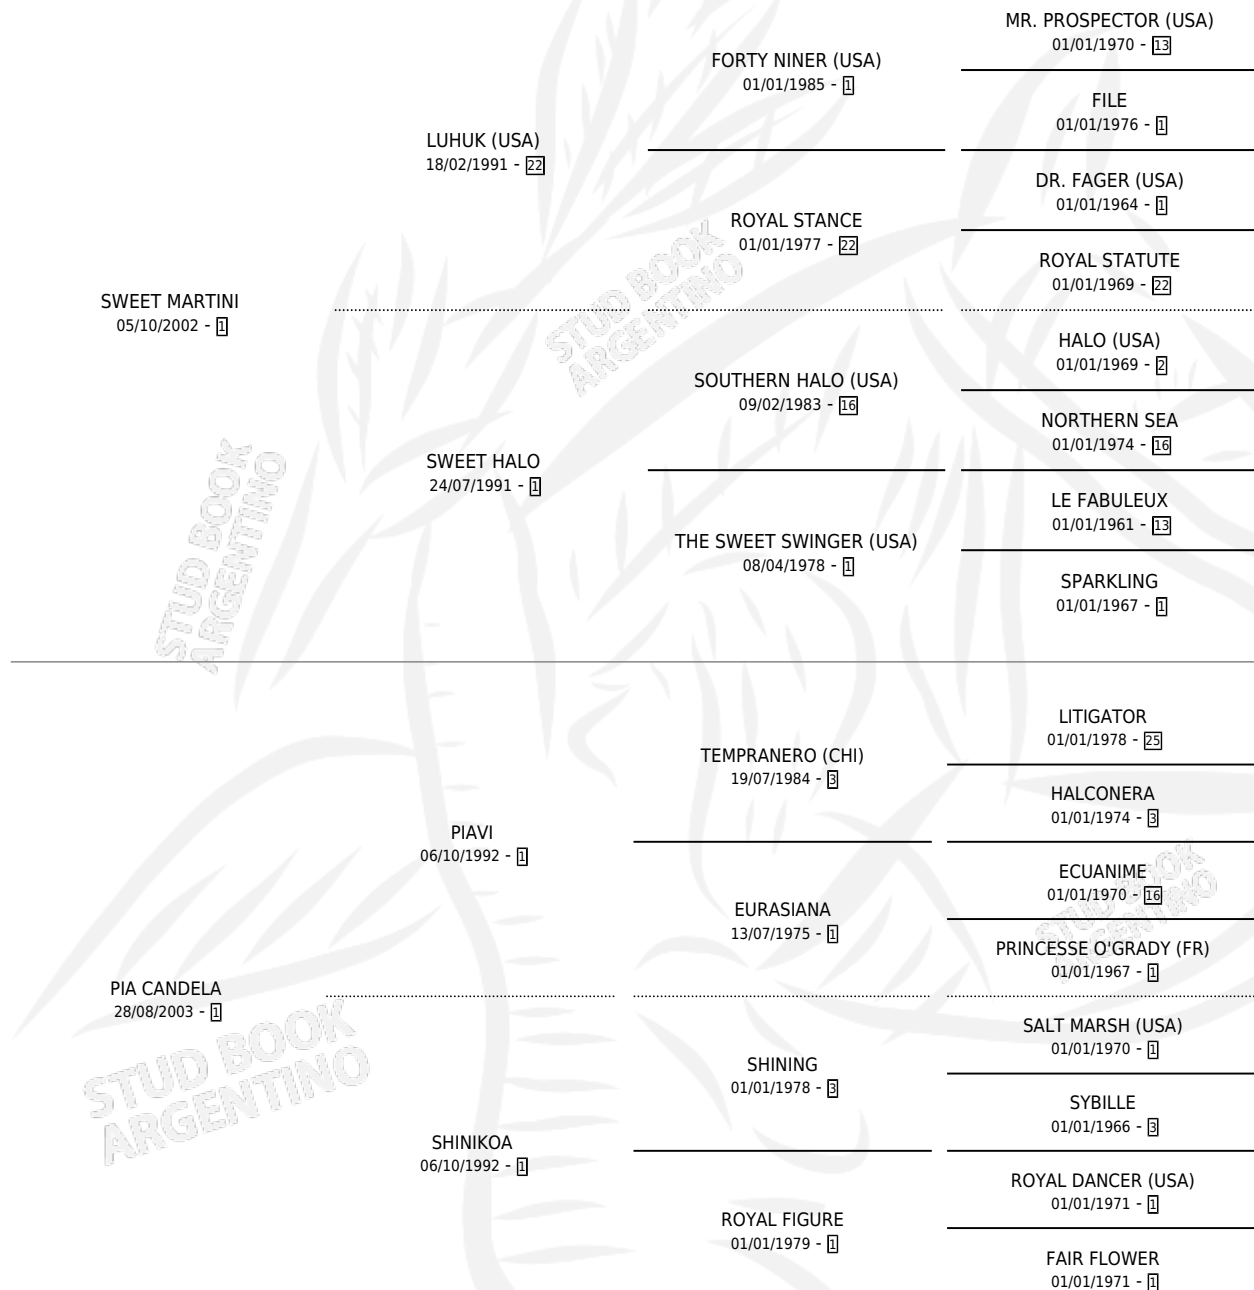 MR. PROSPECTOR (USA)
01/01/1970 - 13
FORTY NINER (USA)
01/01/1985 - 1
FILE
01/01/1976 - 1
LUHUK (USA)
18/02/1991 - 22
DR. FAGER (USA)
01/01/1964 - 1
ROYAL STANCE
01/01/1977 - 22
ROYAL STATUTE
01/01/1969 - 22
SWEET MARTINI
05/10/2002 - 1
HALO (USA)
01/01/1969 - 2
SOUTHERN HALO (USA)
09/02/1983 - 16
NORTHERN SEA
01/01/1974 - 16
SWEET HALO
24/07/1991 - 1
LE FABULEUX
01/01/1961 - 13
THE SWEET SWINGER (USA)
08/04/1978 - 1
SPARKLING
01/01/1967 - 1
LITIGATOR
01/01/1978 - 25
TEMPRANERO (CHI)
19/07/1984 - 3
HALCONERA
01/01/1974 - 3
PIAVI
06/10/1992 - 1
ECUANIME
01/01/1970 - 16
EURASIANA
13/07/1975 - 1
PRINCESSE O'GRADY (FR)
01/01/1967 - 1
PIA CANDELA
28/08/2003 - 1
SALT MARSH (USA)
01/01/1970 - 1
SHINING
01/01/1978 - 3
SYBILLE
01/01/1966 - 3
SHINIKOA
06/10/1992 - 1
ROYAL DANCER (USA)
01/01/1971 - 1
ROYAL FIGURE
01/01/1979 - 1
FAIR FLOWER
01/01/1971 - 1
STUD BOOK
ARGENTINO
STUD BOOK
ARGENTINO
STUD BOOK
ARGENTINO
STUD BOOK
ARGENTINO